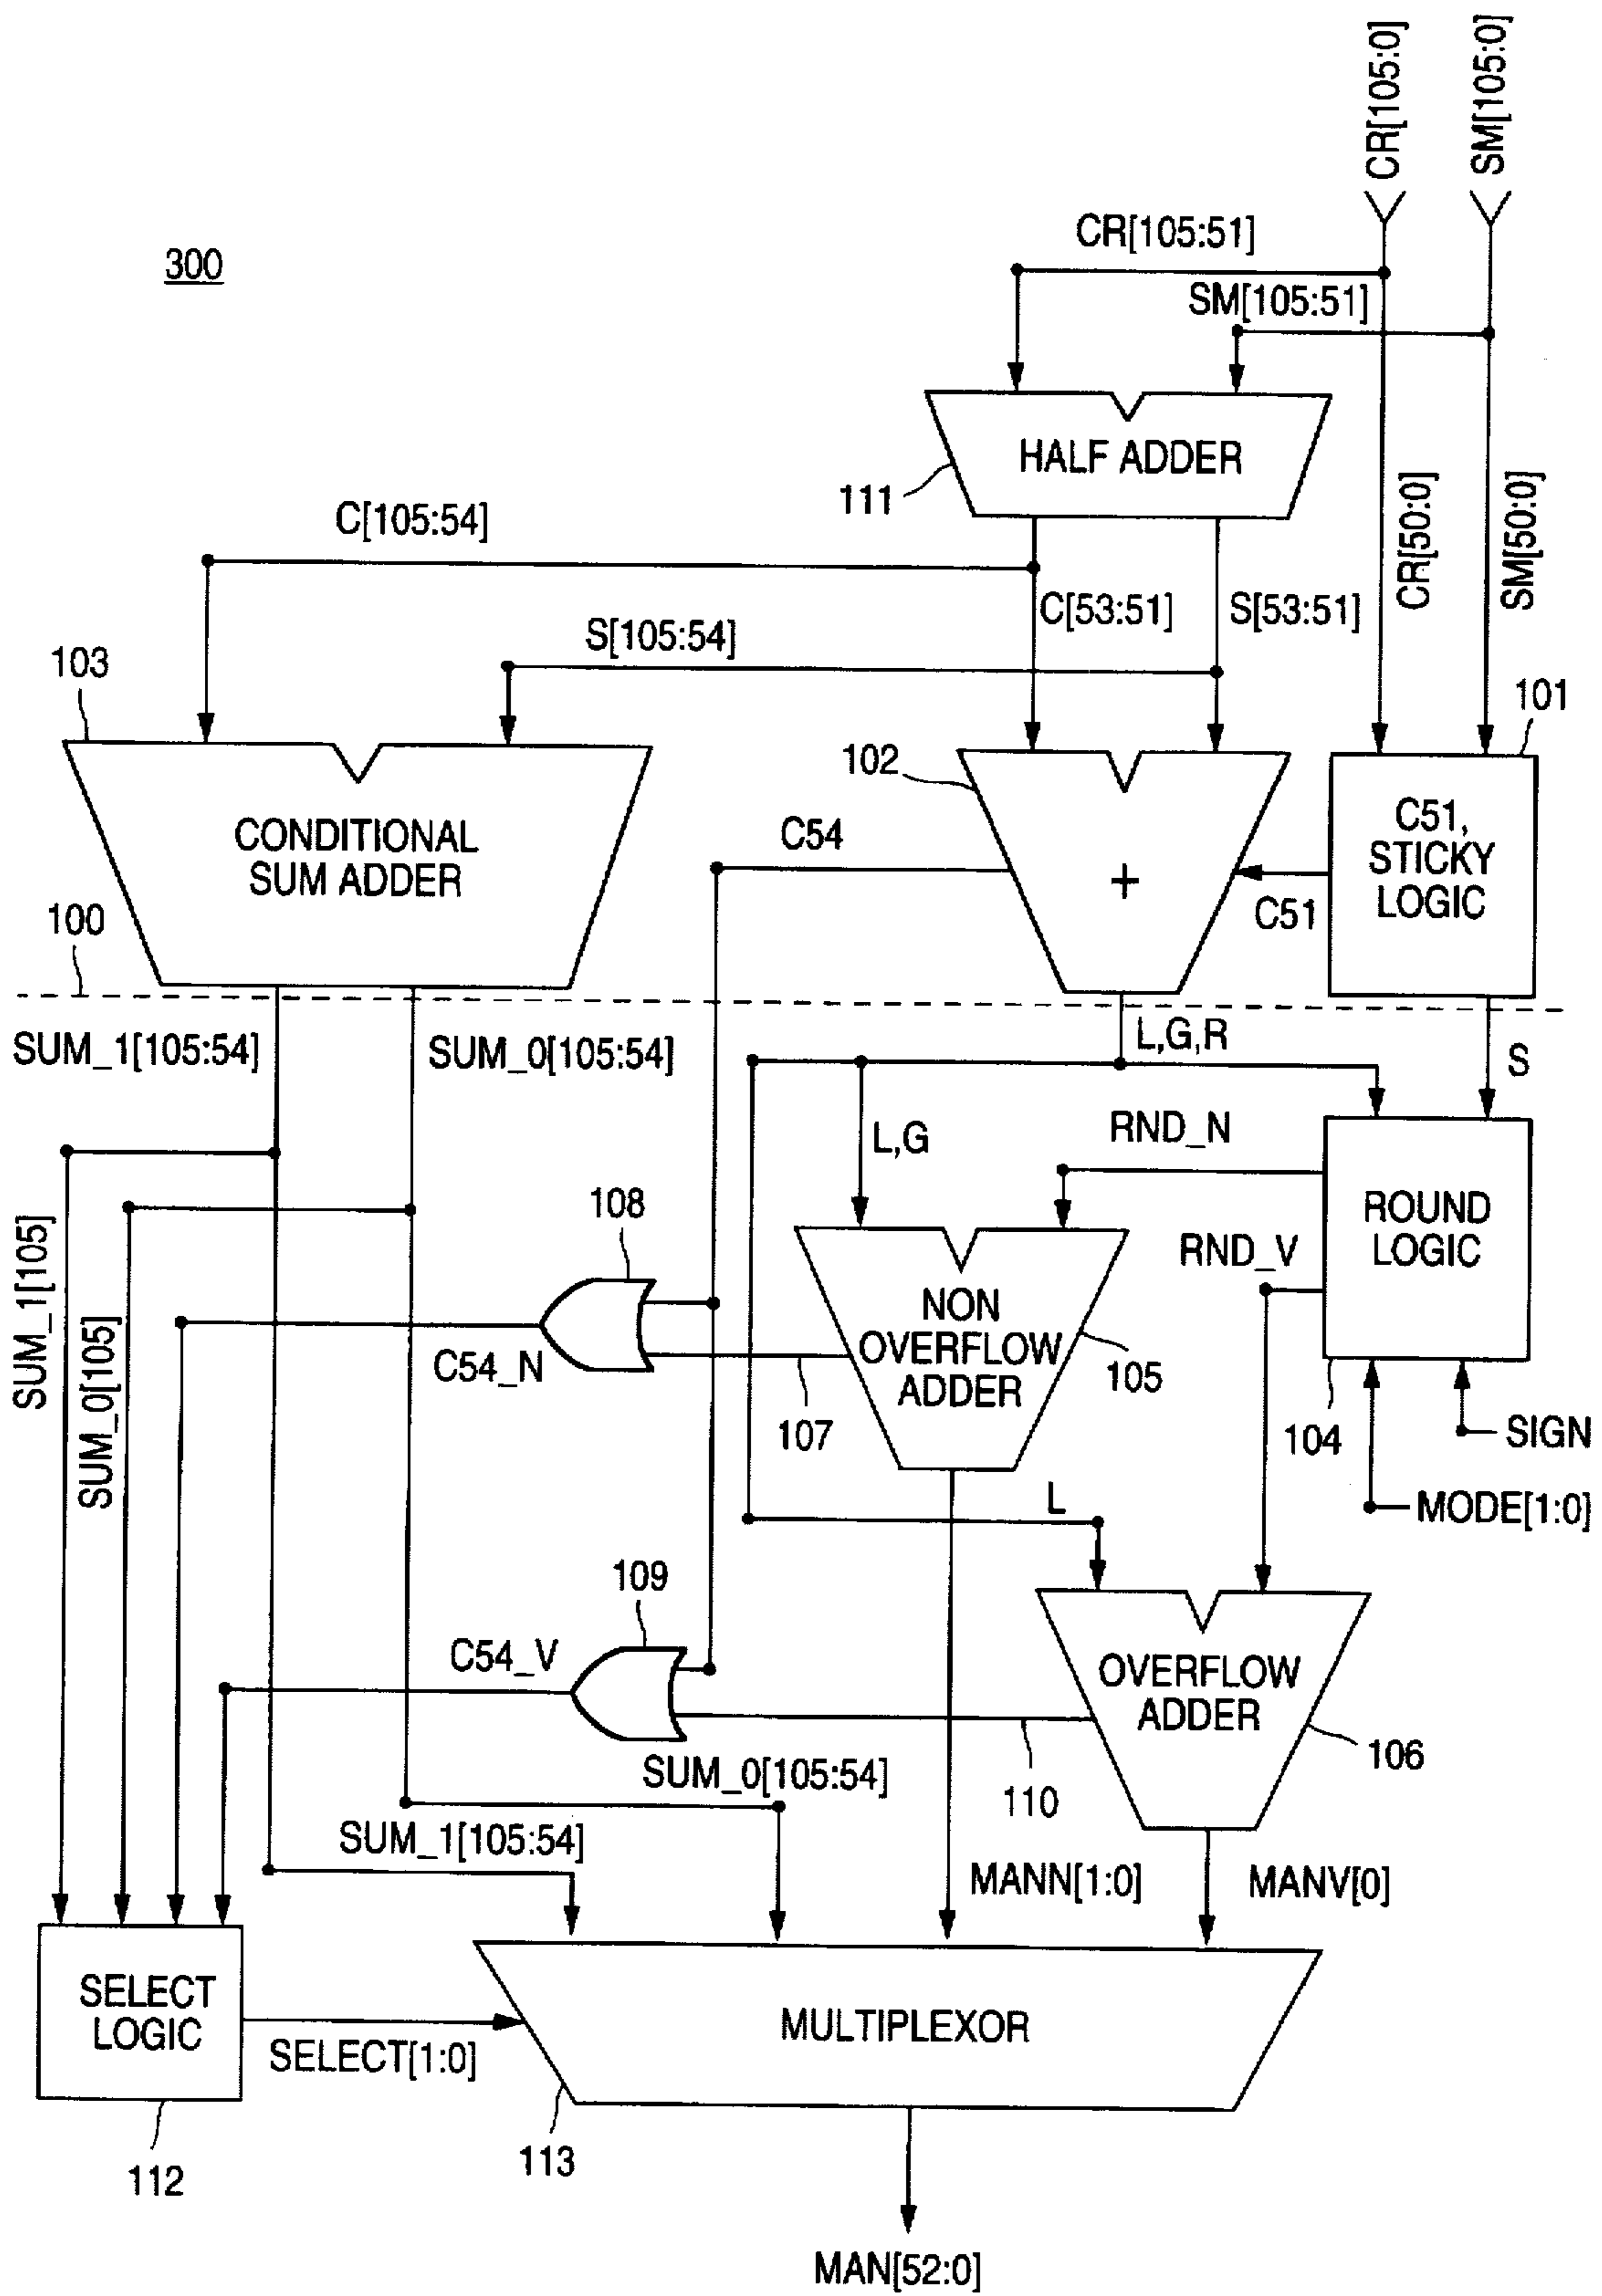 CR[105:0]
SM[105:0]
300
CR[105:51]
SM[105:51]
HALF ADDER
111
CR[50:0]
SM[50:0]
C[105:54]
C[53:51]
S[53:51]
S[105:54]
103
101
102
CONDITIONAL
SUM ADDER
C54
+
C51,
STICKY
LOGIC
C51
100
SUM_1[105:54]
SUM_0[105:54]
L,G,R
S
L,G
RND_N
108
ROUND
LOGIC
RND_V
SUM_1[105]
SUM_0[105]
NON
OVERFLOW
ADDER
C54_N
105
107
104
SIGN
L
MODE[1:0]
109
C54_V
OVERFLOW
ADDER
106
SUM_0[105:54]
110
SUM_1[105:54]
MANN[1:0]
MANV[0]
SELECT
LOGIC
MULTIPLEXOR
SELECT[1:0]
113
112
MAN[52:0]